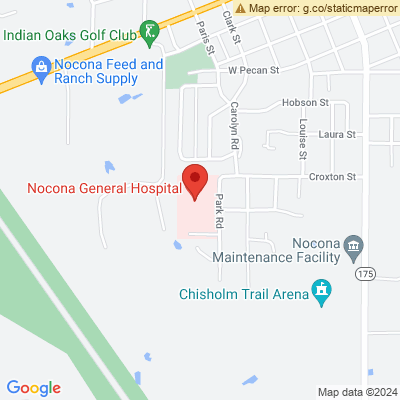 Map error: g.co/staticmaperror
Indian Oaks Golf Club
Paris St
Clark St
Nocona Feed and
Ranch Supply
W Pecan St
Hobson St
Carolyn Rd
Louise St
Laura St
Croxton St
Nocona General Hospital
Park Rd
Nocona
Maintenance Facility
175
Chisholm Trail Arena
Google
Map data ©2024